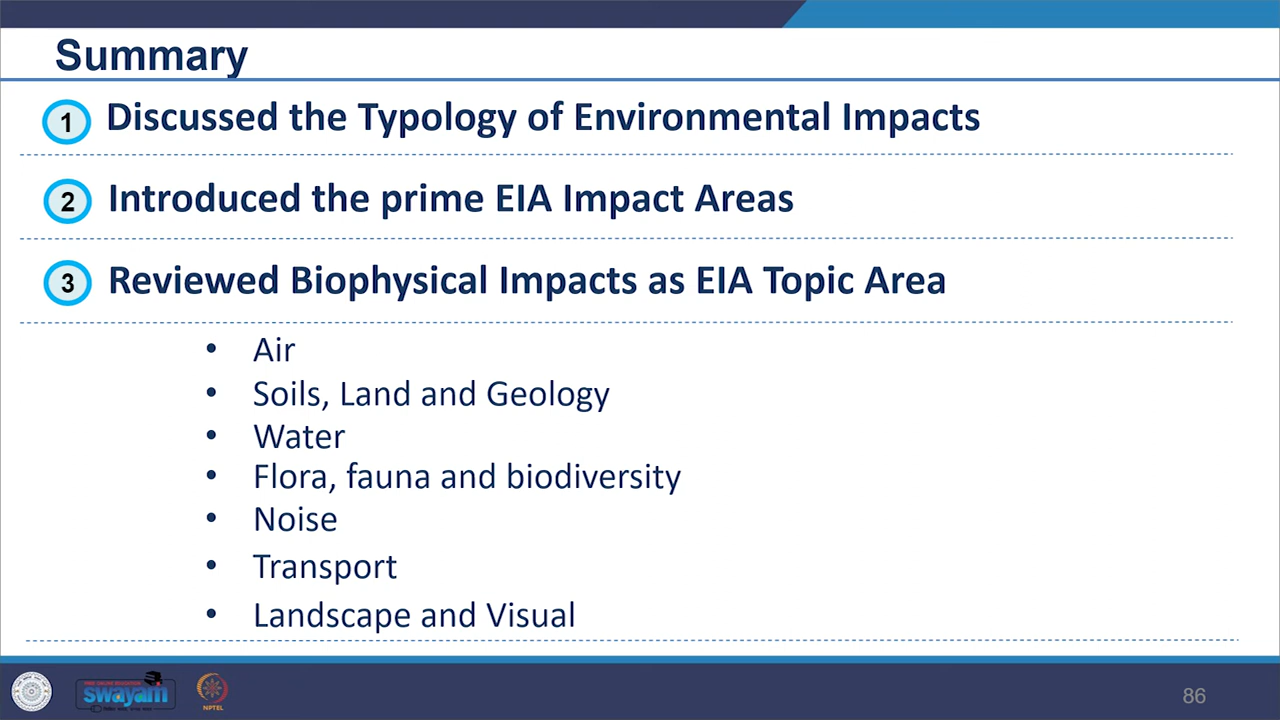 Summary
1 Discussed the Typology of Environmental Impacts
2 Introduced the prime EIA Impact Areas
3 Reviewed Biophysical Impacts as EIA Topic Area
• Air
• Soils, Land and Geology
• Water
• Flora, fauna and biodiversity
• Noise
• Transport
• Landscape and Visual
swayam
NPTEL
86